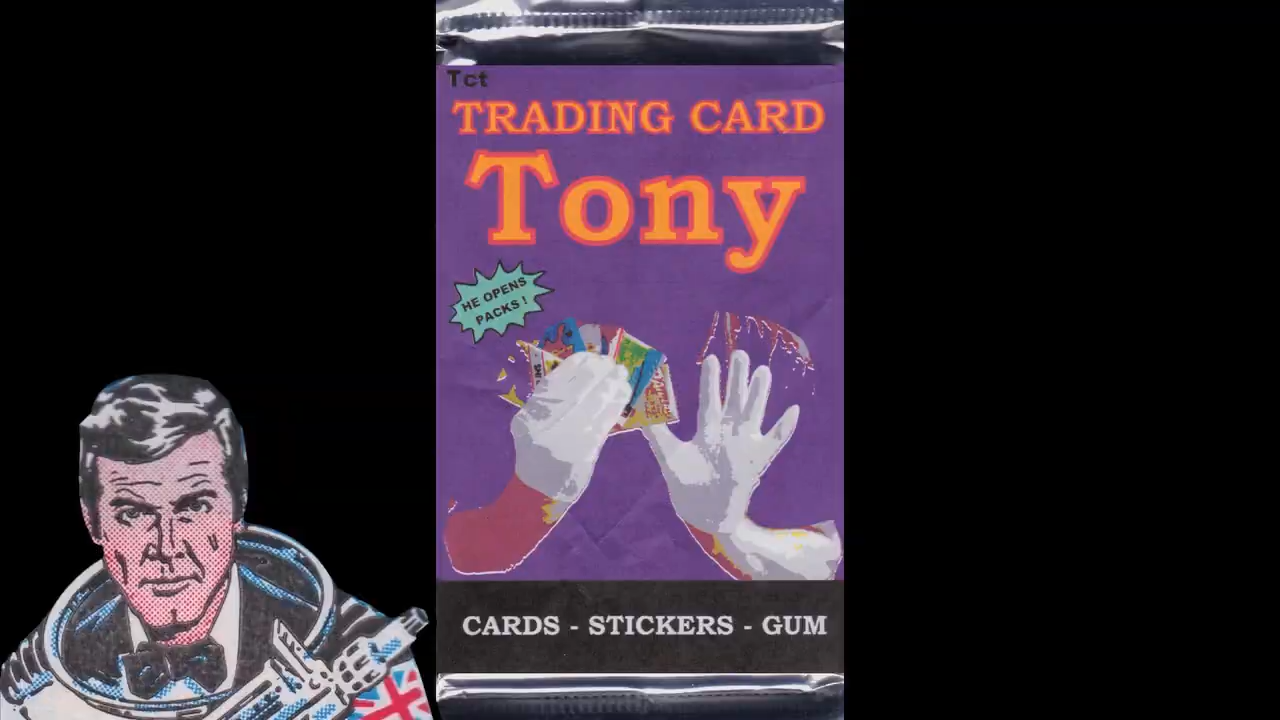 Tct
TRADING CARD
Tony
HE OPENS
PACKS !
CARDS - STICKERS - GUM